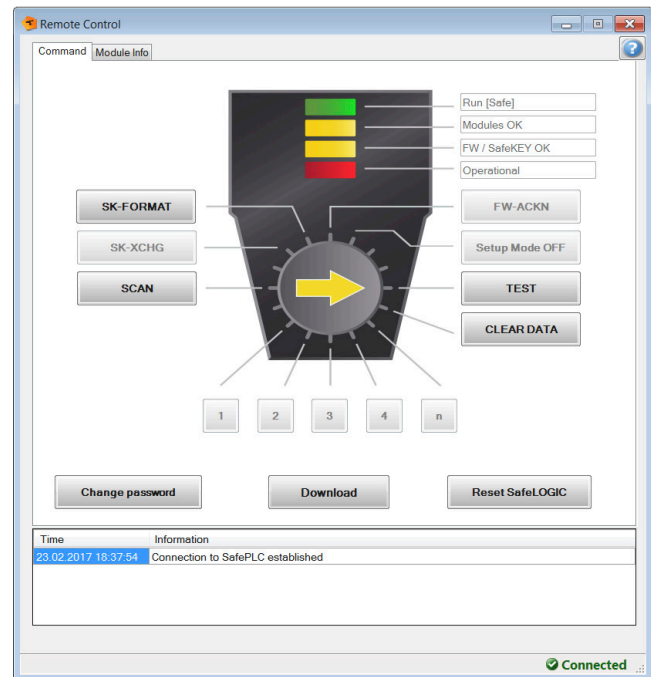 Remote Control
Command Module Info
Run [Safe]
Modules OK
FW / SafeKEY OK
Operational
SK-FORMAT
FW-ACKN
SK-XCHG
Setup Mode OFF
SCAN
TEST
CLEAR DATA
1 2 3 4 n
Change password Download Reset SafeLOGIC
Time Information
23.02.2017 18:37:54 Connection to SafePLC established
Connected